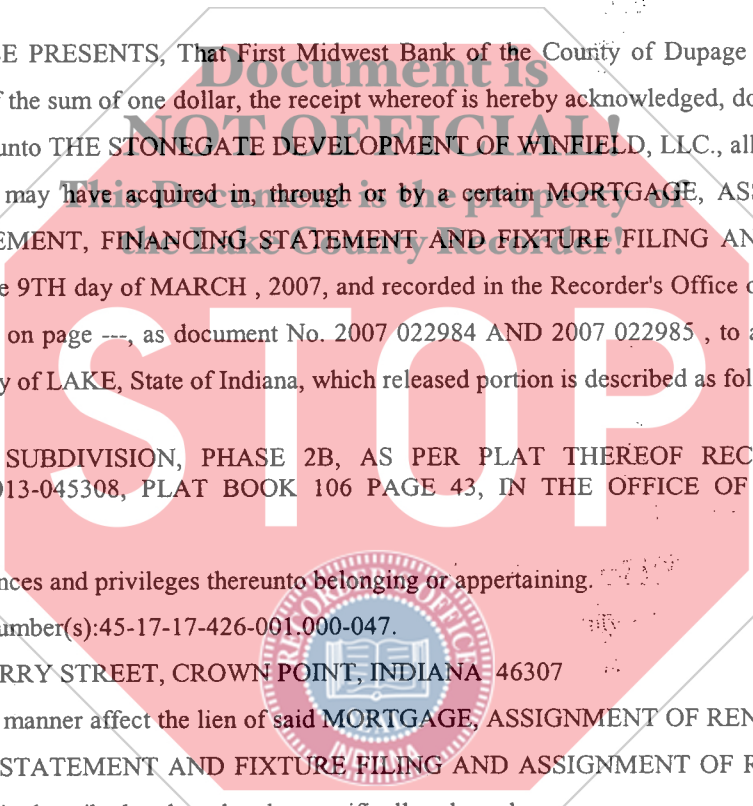 E PRESENTS, That First Midwest Bank of the County of Dupage
Document is
f the sum of one dollar, the receipt whereof is hereby acknowledged, do
NOT OFFICIAL!
unto THE STONEGATE DEVELOPMENT OF WINFIELD, LLC., all
This Document is the property of
may have acquired in, through or by a certain MORTGAGE, ASS
the Lake County Recorder!
EMENT, FINANCING STATEMENT AND FIXTURE FILING AN
e 9TH day of MARCH , 2007, and recorded in the Recorder's Office o
on page ---, as document No. 2007 022984 AND 2007 022985 , to a
y of LAKE, State of Indiana, which released portion is described as fol
STOP
SUBDIVISION, PHASE 2B, AS PER PLAT THEREOF REC
013-045308, PLAT BOOK 106 PAGE 43, IN THE OFFICE OF
nces and privileges thereunto belonging or appertaining.
umber(s):45-17-17-426-001.000-047.
RRY STREET, CROWN POINT, INDIANA 46307
manner affect the lien of said MORTGAGE, ASSIGNMENT OF REN
STATEMENT AND FIXTURE FILING AND ASSIGNMENT OF R
INDIANA